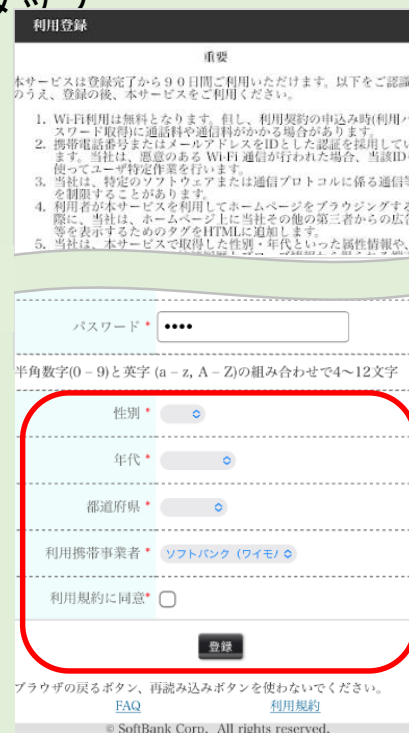 利用登録
重要
本サービスは登録完了から90日間ご利用いただけます。以下をご認識
のうえ、登録の後、本サービスをご利用ください。
1. Wi-Fi利用は無料となります。但し、利用契約の申込み時(利用パ
スワード取得)に通話料や通信料がかかる場合があります。
2. 携帯電話番号またはメールアドレスをIDとした認証を採用してい
ます。当社は、悪意のある Wi-Fi 通信が行われた場合、当該IDを
使ってユーザ特定作業を行います。
3. 当社は、特定のソフトウェアまたは通信プロトコルに係る通信等
を制限することがあります。
4. 利用者が本サービスを利用してホームページをブラウジングする
際に、当社は、ホームページ上に当社その他の第三者からの広告
等を表示するためのタグをHTMLに追加します。
5. 当社は、本サービスで取得した性別・年代といった属性情報や、
パスワード * ••••
半角数字(0 – 9)と英字 (a – z, A – Z)の組み合わせで4〜12文字
性別 *
年代 *
都道府県 *
利用携帯事業者 * ソフトバンク（ワイモ
利用規約に同意*
登録
ブラウザの戻るボタン、再読み込みボタンを使わないでください。
FAQ 利用規約
© SoftBank Corp. All rights reserved.